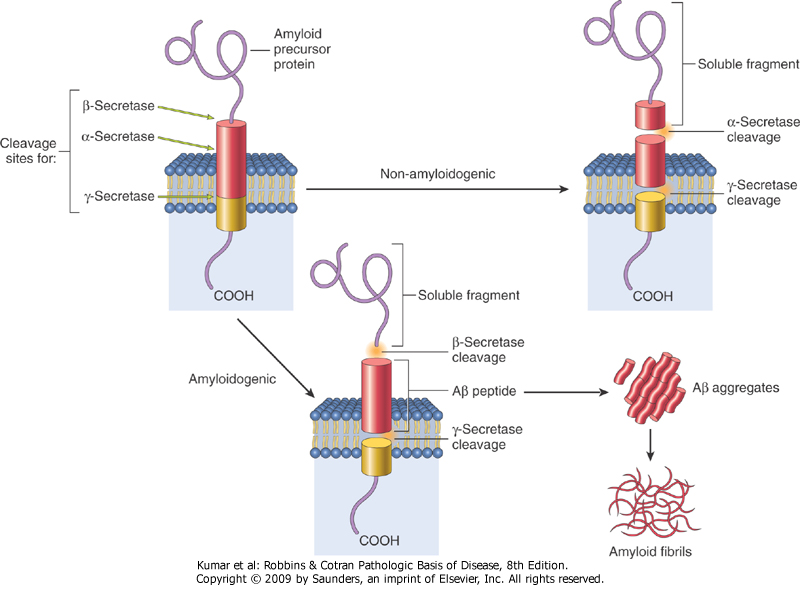 Amyloid
precursor
protein
Cleavage
sites for:
β-Secretase
α-Secretase
γ-Secretase
COOH
Non-amyloidogenic
Soluble fragment
α-Secretase
cleavage
γ-Secretase
cleavage
COOH
Amyloidogenic
Soluble fragment
β-Secretase
cleavage
Aβ peptide
γ-Secretase
cleavage
COOH
Aβ aggregates
Amyloid fibrils
Kumar et al: Robbins & Cotran Pathologic Basis of Disease, 8th Edition.
Copyright © 2009 by Saunders, an imprint of Elsevier, Inc. All rights reserved.